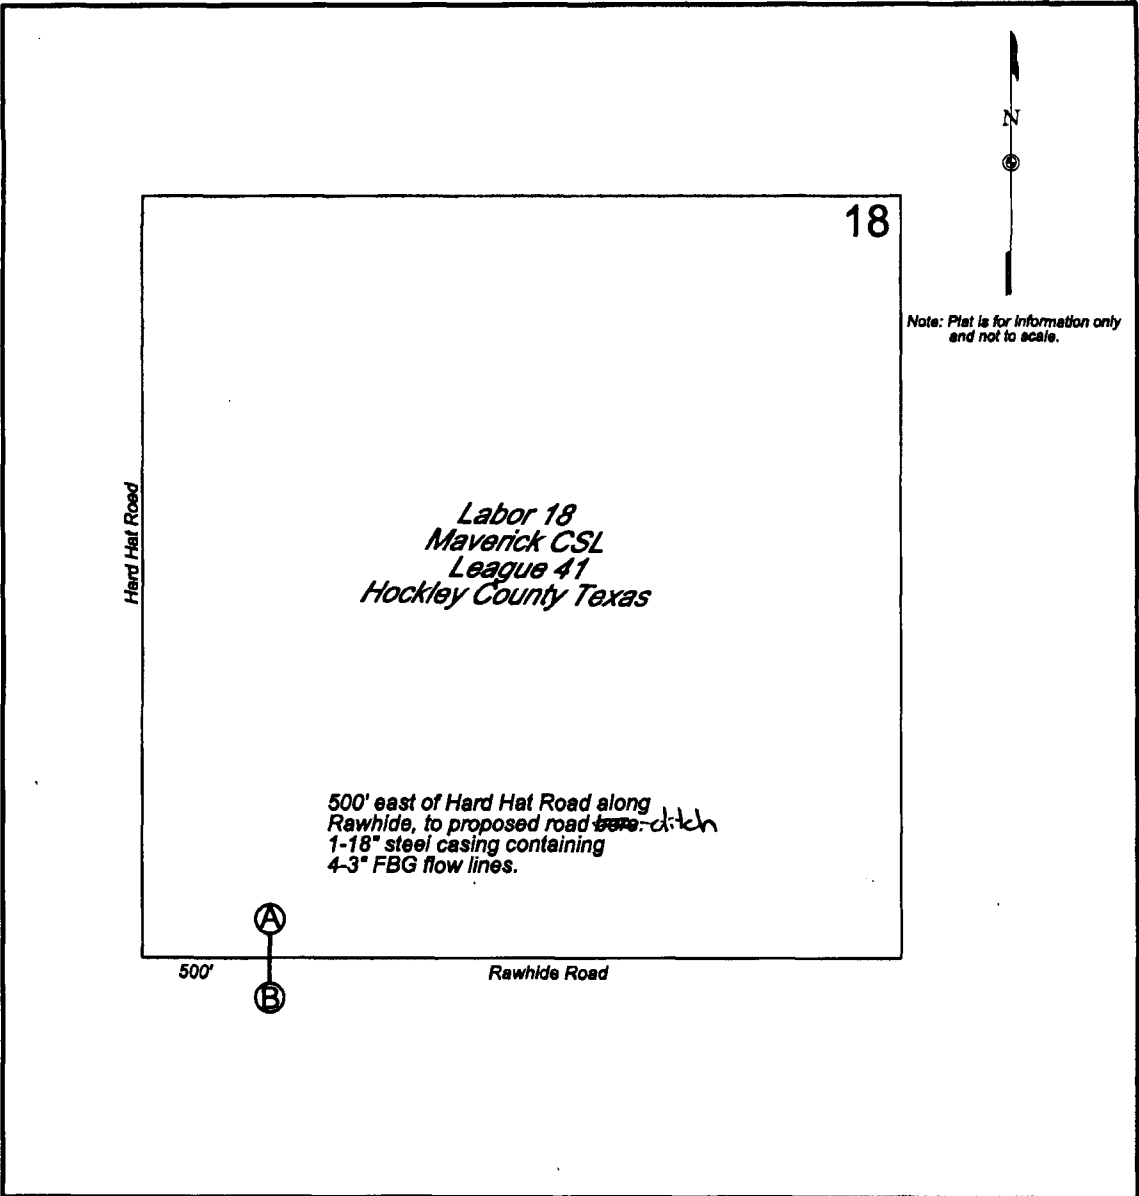 N
18
Note: Plat is for information only
and not to scale.
Hard Hat Road
Labor 18
Maverick CSL
League 41
Hockley County Texas
500' east of Hard Hat Road along
Rawhide, to proposed road bore. ditch
1-18" steel casing containing
4-3" FBG flow lines.
A
500'
Rawhide Road
B